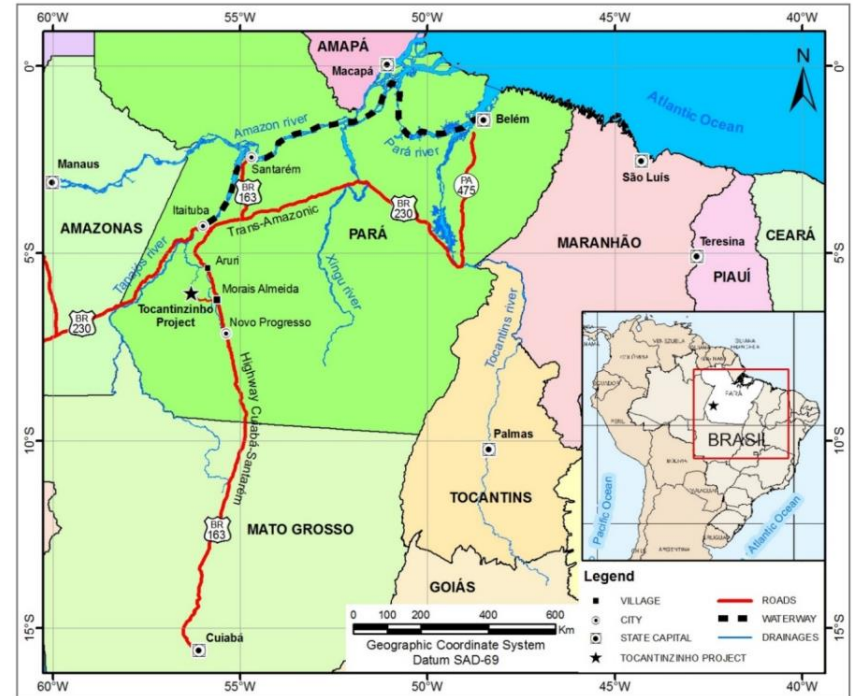 60°W 55°W 50°W 45°W 40°W
0°
5°S
10°S
15°S
AMAPÁ
Macapá
N
Atlantic Ocean
Amazon river
Belém
Pará river
Santarém
Manaus
BR
163
PA
475
São Luis
Itaituba
Trans-Amazonic
BR
230
AMAZONAS
PARÁ
MARANHÃO
Teresina
CEARÁ
PIAUÍ
Tapajós river
Aruri
Xingu river
Morais Almeida
Tocantinzinho
Project
Novo Progresso
BR
230
Tocantins river
Highway Cuiabá-Santarém
Palmas
TOCANTINS
MATO GROSSO
BR
163
GOIÁS
Cuiabá
PARÁ
BRASIL
Pacific Ocean
Atlantic Ocean
Legend
VILLAGE
CITY
STATE CAPITAL
TOCANTINZINHO PROJECT
ROADS
WATERWAY
DRAINAGES
0 100 200 400 600
Km
Geographic Coordinate System
Datum SAD-69
0°
5°S
10°S
15°S
60°W 55°W 50°W 45°W 40°W